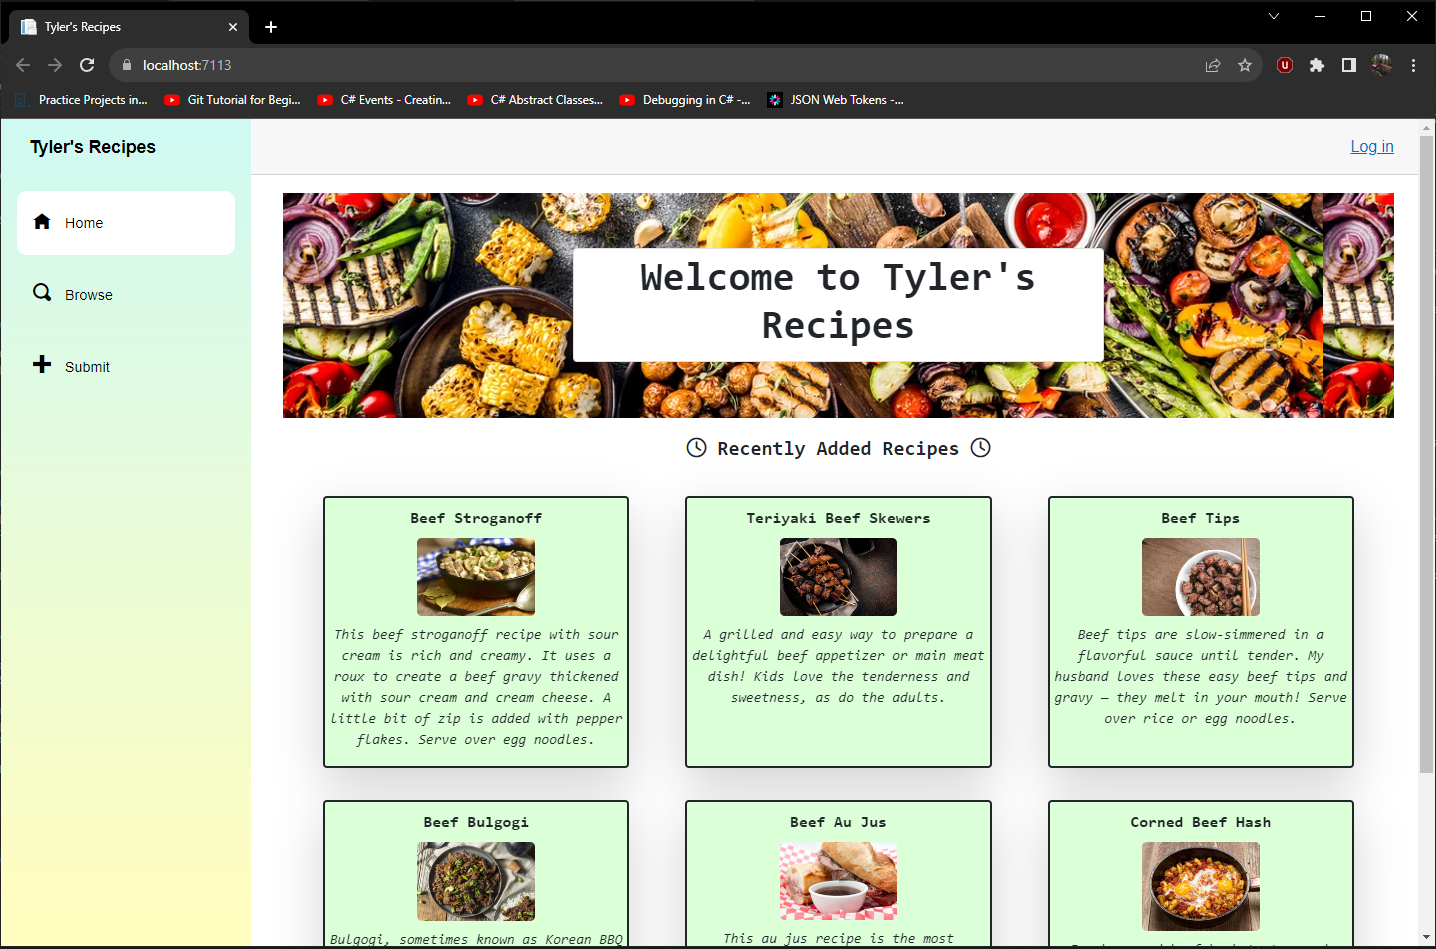 Tyler's Recipes
localhost:7113
Practice Projects in...
Git Tutorial for Begi...
C# Events - Creatin...
C# Abstract Classes...
Debugging in C# -...
JSON Web Tokens -...
Tyler's Recipes
Log in
Home
Browse
Submit
Welcome to Tyler's
Recipes
Recently Added Recipes
Beef Stroganoff
This beef stroganoff recipe with sour
cream is rich and creamy. It uses a
roux to create a beef gravy thickened
with sour cream and cream cheese. A
little bit of zip is added with pepper
flakes. Serve over egg noodles.
Teriyaki Beef Skewers
A grilled and easy way to prepare a
delightful beef appetizer or main meat
dish! Kids love the tenderness and
sweetness, as do the adults.
Beef Tips
Beef tips are slow-simmered in a
flavorful sauce until tender. My
husband loves these easy beef tips and
gravy — they melt in your mouth! Serve
over rice or egg noodles.
Beef Bulgogi
Bulgogi, sometimes known as Korean BBQ
Beef Au Jus
This au jus recipe is the most
Corned Beef Hash